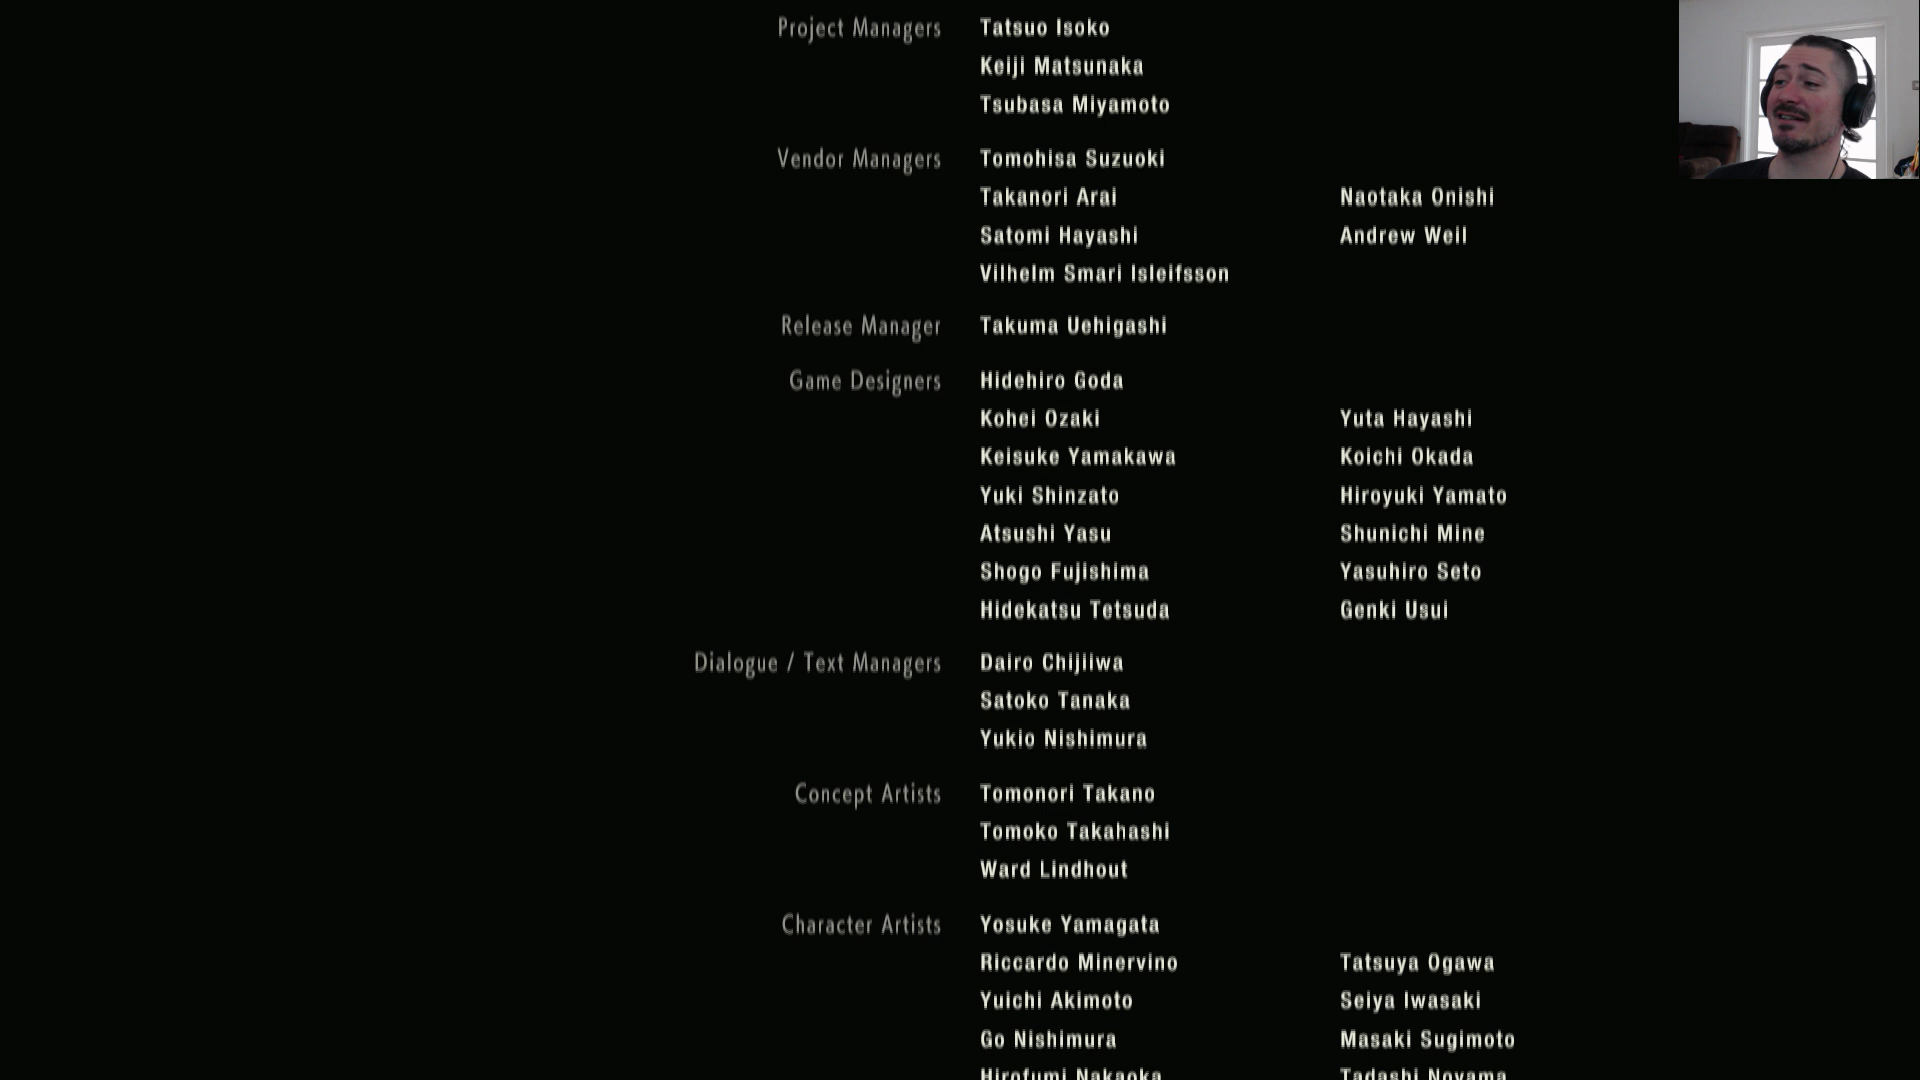 Project Managers Tatsuo Isoko
Keiji Matsunaka
Tsubasa Miyamoto
Vendor Managers Tomohisa Suzuoki
Takanori Arai Naotaka Onishi
Satomi Hayashi Andrew Weil
Vilhelm Smari Isleifsson
Release Manager Takuma Uehigashi
Game Designers Hidehiro Goda
Kohei Ozaki Yuta Hayashi
Keisuke Yamakawa Koichi Okada
Yuki Shinzato Hiroyuki Yamato
Atsushi Yasu Shunichi Mine
Shogo Fujishima Yasuhiro Seto
Hidekatsu Tetsuda Genki Usui
Dialogue / Text Managers Dairo Chijiiwa
Satoko Tanaka
Yukio Nishimura
Concept Artists Tomonori Takano
Tomoko Takahashi
Ward Lindhout
Character Artists Yosuke Yamagata
Riccardo Minervino Tatsuya Ogawa
Yuichi Akimoto Seiya Iwasaki
Go Nishimura Masaki Sugimoto
Hirofumi Nakaoka Tadashi Noyama